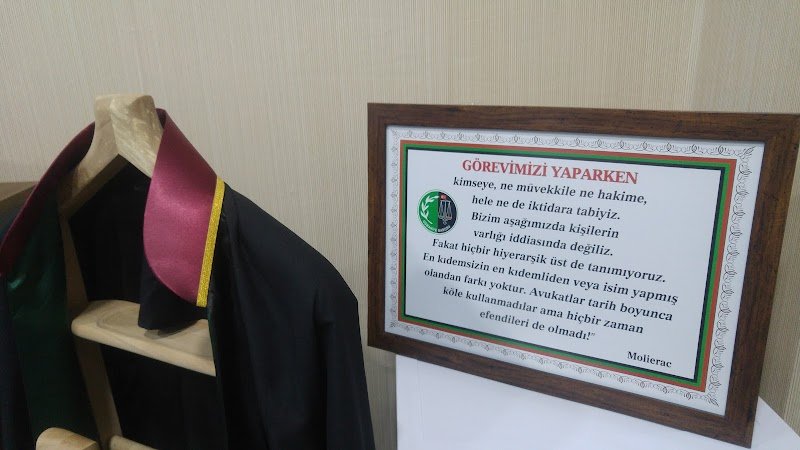 GÖREVİMİZİ YAPARKEN
kimseye, ne müvekkile ne hakime,
hele ne de iktidara tabiyiz.
Bizim aşağımızda kişilerin
varlığı iddiasında değiliz.
Fakat hiçbir hiyerarşik üst de tanımıyoruz.
En kıdemsizin en kıdemliden veya isim yapmış
olandan farkı yoktur. Avukatlar tarih boyunca
köle kullanmadılar ama hiçbir zaman
efendileri de olmadı!"
Molierac